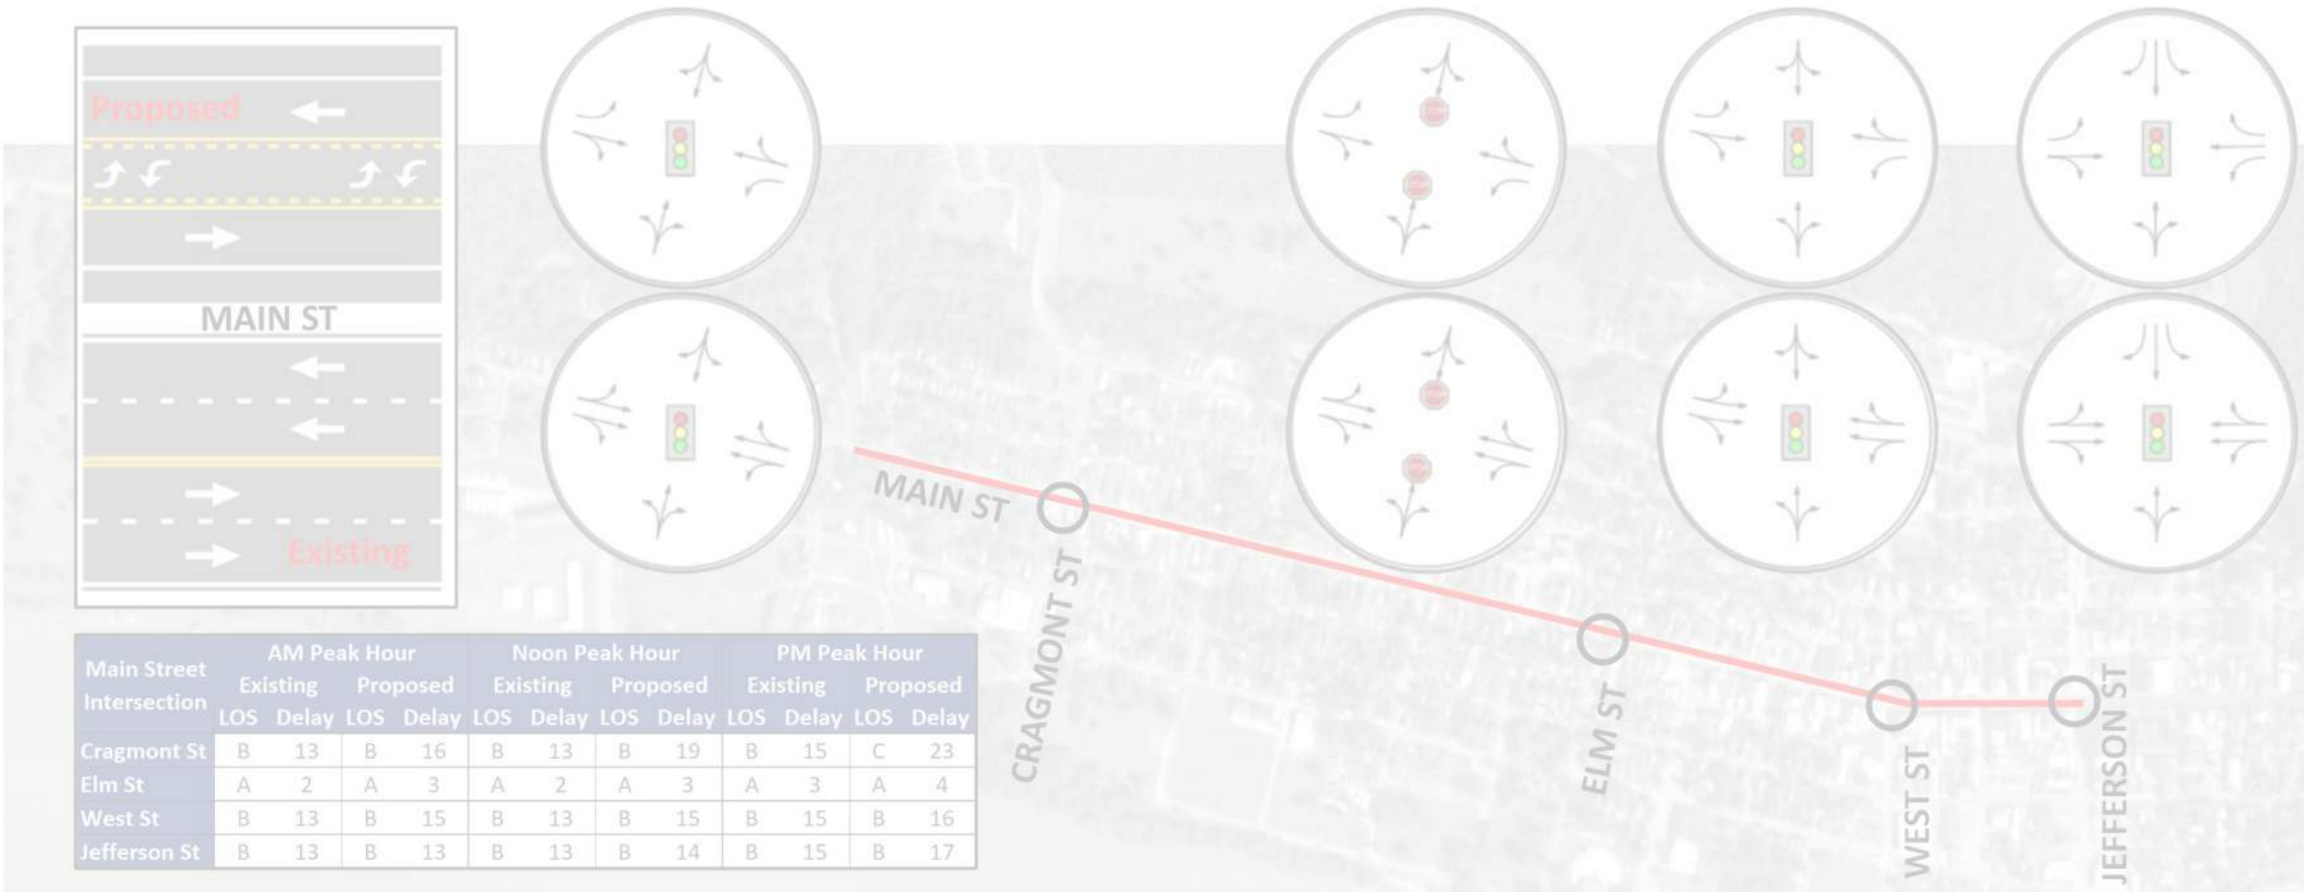 Proposed
MAIN ST
Existing
Main Street Intersection
AM Peak Hour Noon Peak Hour PM Peak Hour
Existing Proposed Existing Proposed Existing Proposed
LOS Delay LOS Delay LOS Delay LOS Delay LOS Delay LOS Delay
Cragmont St B 13 B 16 B 13 B 19 B 15 C 23
Elm St A 2 A 3 A 2 A 3 A 3 A 4
West St B 13 B 15 B 13 B 15 B 15 B 16
Jefferson St B 13 B 13 B 13 B 14 B 15 B 17
MAIN ST
CRAGMONT ST
ELM ST
WEST ST
JEFFERSON ST